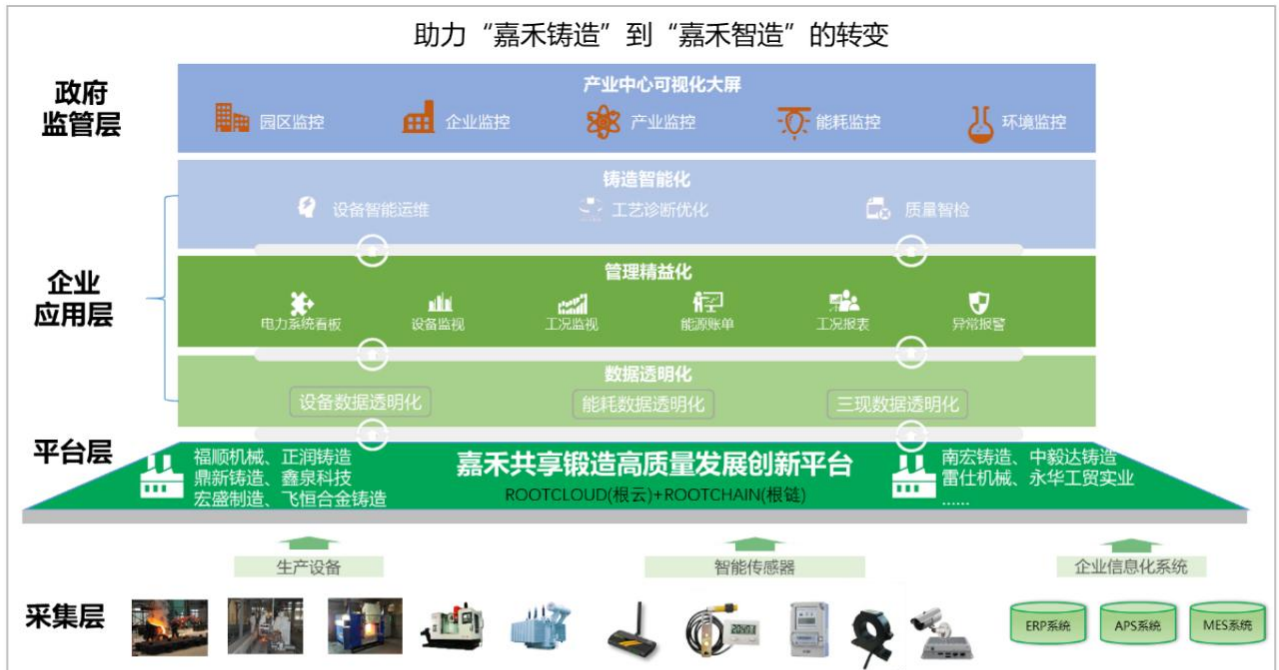 助力“嘉禾铸造”到“嘉禾智造”的转变
政府
监管层
产业中心可视化大屏
园区监控
企业监控
产业监控
能耗监控
环境监控
企业
应用层
铸造智能化
设备智能运维
工艺诊断优化
质量智检
管理精益化
电力系统看板
设备监视
工况监视
能源账单
工况报表
异常报警
数据透明化
设备数据透明化
能耗数据透明化
三现数据透明化
平台层
福顺机械、正润铸造
鼎新铸造、鑫泉科技
宏盛制造、飞恒合金铸造
嘉禾共享锻造高质量发展创新平台
ROOTCLOUD(根云)+ROOTCHAIN(根链)
南宏铸造、中毅达铸造
雷仕机械、永华工贸实业
......
生产设备
智能传感器
企业信息化系统
采集层
ERP系统
APS系统
MES系统